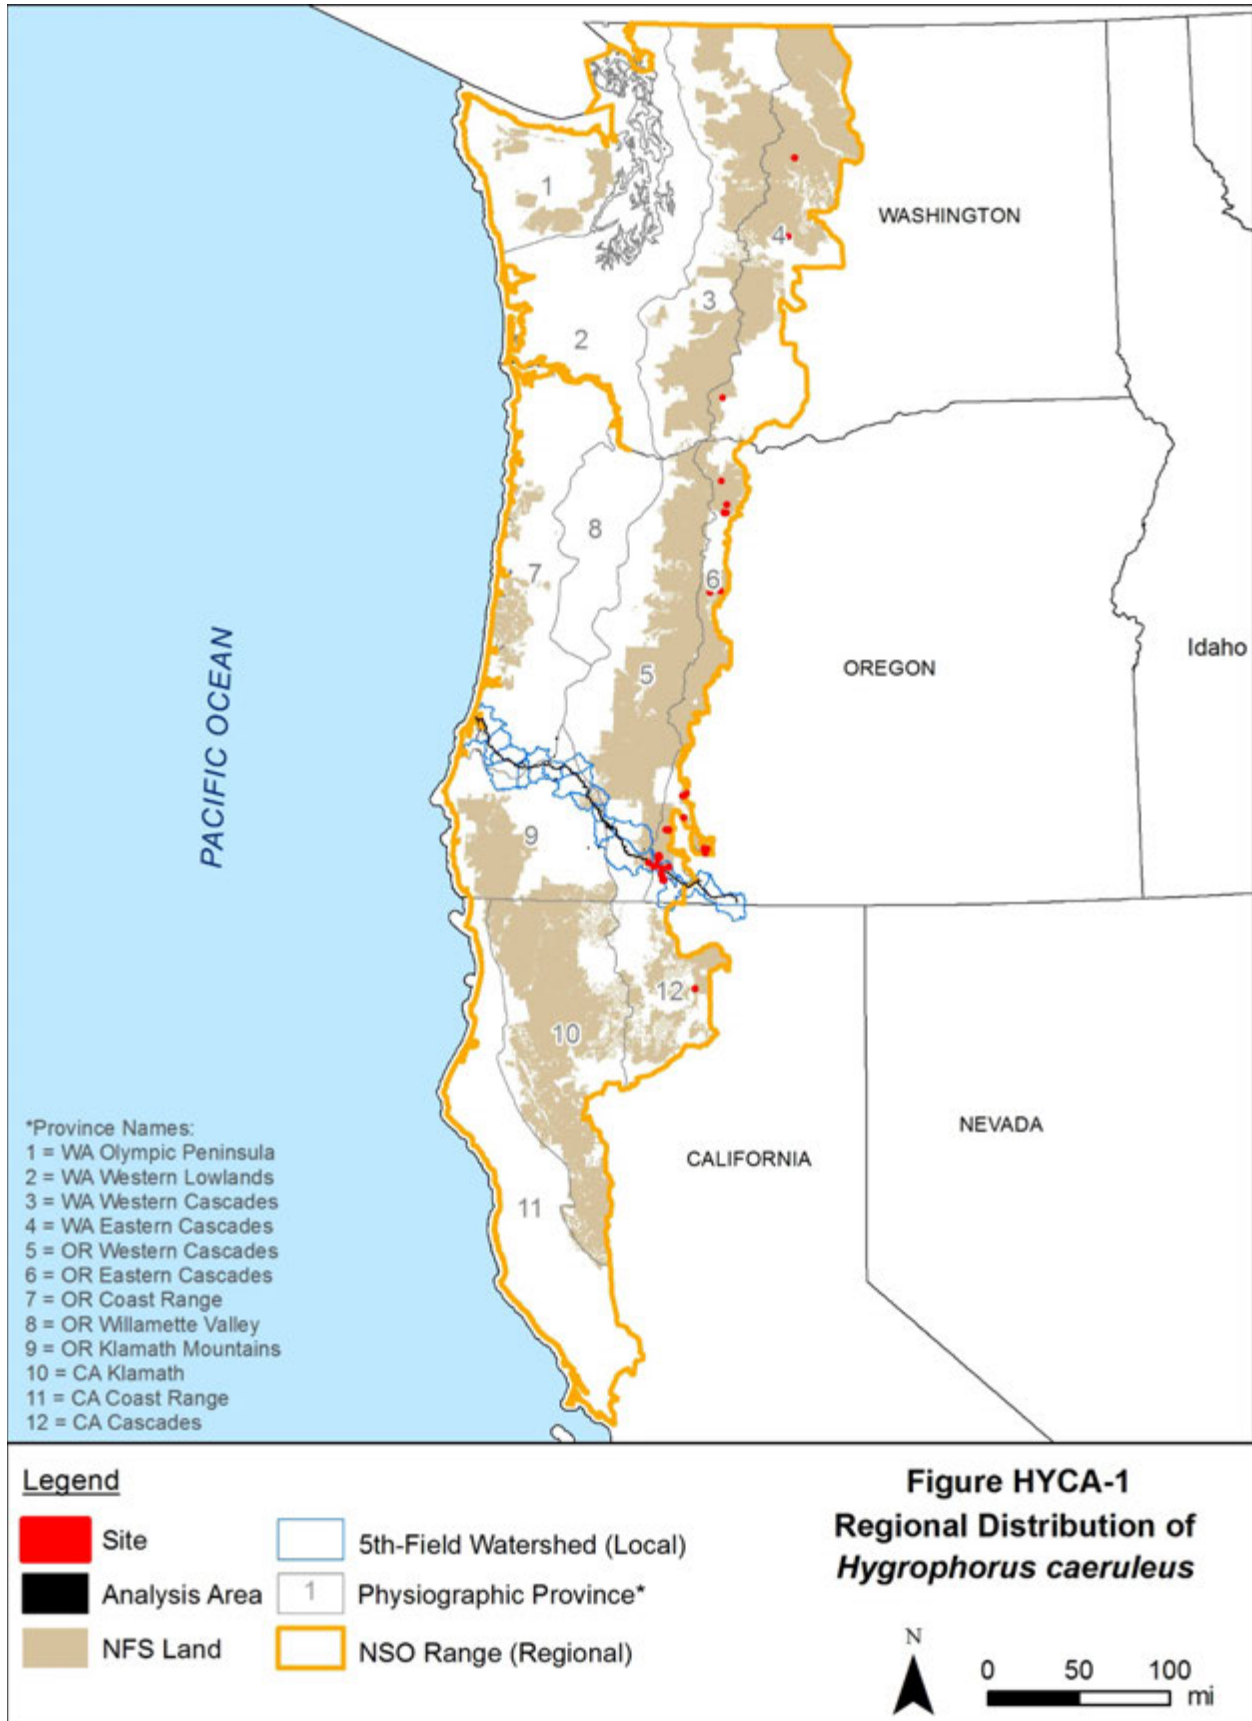 1
WASHINGTON
4
3
2
8
7
6
5
Idaho
OREGON
PACIFIC OCEAN
9
12
10
11
NEVADA
CALIFORNIA
*Province Names:
1 = WA Olympic Peninsula
2 = WA Western Lowlands
3 = WA Western Cascades
4 = WA Eastern Cascades
5 = OR Western Cascades
6 = OR Eastern Cascades
7 = OR Coast Range
8 = OR Willamette Valley
9 = OR Klamath Mountains
10 = CA Klamath
11 = CA Coast Range
12 = CA Cascades
Legend
Site
Analysis Area
NFS Land
5th-Field Watershed (Local)
1 Physiographic Province*
NSO Range (Regional)
Figure HYCA-1
Regional Distribution of
Hygrophorus caeruleus
N
0 50 100
mi